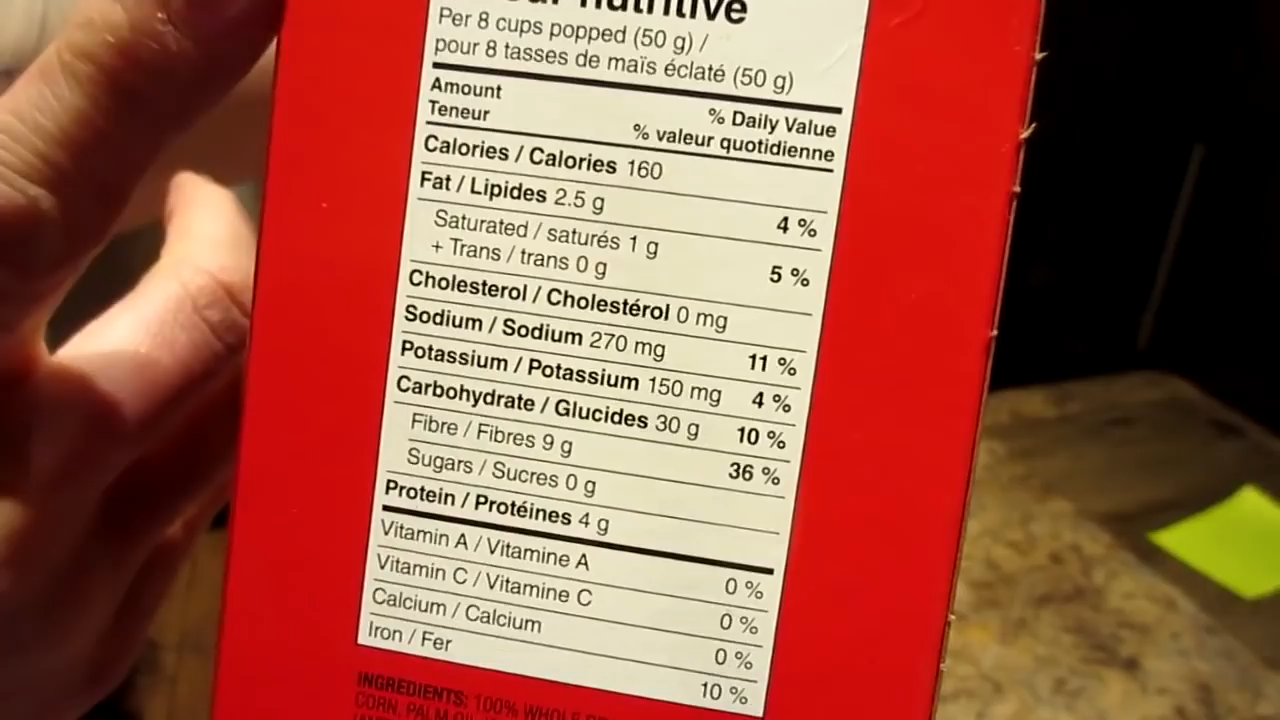 nutritive
Per 8 cups popped (50 g) /
pour 8 tasses de maïs éclaté (50 g)
Amount % Daily Value
Teneur % valeur quotidienne
Calories / Calories 160
Fat / Lipides 2.5 g 4 %
Saturated / saturés 1 g
+ Trans / trans 0 g 5 %
Cholesterol / Cholestérol 0 mg
Sodium / Sodium 270 mg 11 %
Potassium / Potassium 150 mg 4 %
Carbohydrate / Glucides 30 g 10 %
Fibre / Fibres 9 g 36 %
Sugars / Sucres 0 g
Protein / Protéines 4 g
Vitamin A / Vitamine A 0 %
Vitamin C / Vitamine C 0 %
Calcium / Calcium 0 %
Iron / Fer 10 %
INGREDIENTS: 100% WHOLE
CORN, PALM